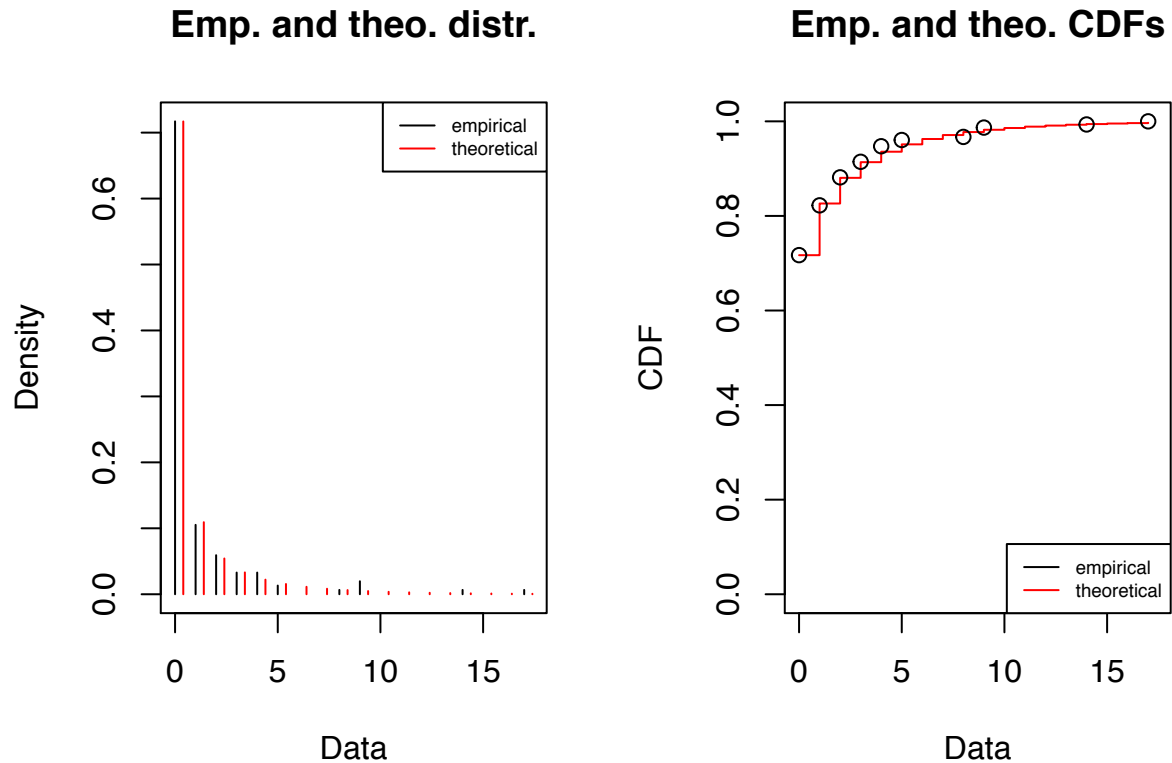 Emp. and theo. distr.
Density
0.0
0.2
0.4
0.6
empirical
theoretical
0
5
10
15
Data
Emp. and theo. CDFs
CDF
0.0
0.2
0.4
0.6
0.8
1.0
empirical
theoretical
0
5
10
15
Data